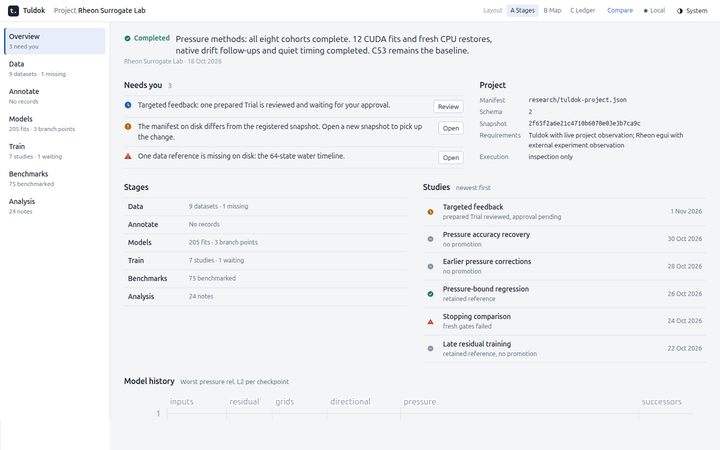 t. Tuldok Project Rheon Surrogate Lab Layout A Stages B Map C Ledger Compare Local System
Overview
3 need you
Data
9 datasets · 1 missing
Annotate
No records
Models
205 fits · 3 branch points
Train
7 studies · 1 waiting
Benchmarks
75 benchmarked
Analysis
24 notes
Completed Pressure methods: all eight cohorts complete. 12 CUDA fits and fresh CPU restores,
native drift follow-ups and quiet timing completed. C53 remains the baseline.
Rheon Surrogate Lab · 18 Oct 2026
Needs you 3
Targeted feedback: one prepared Trial is reviewed and waiting for your approval. Review
The manifest on disk differs from the registered snapshot. Open a new snapshot to pick up
the change. Open
One data reference is missing on disk: the 64-state water timeline. Open
Project
Manifest research/tuldok-project.json
Schema 2
Snapshot 2f65f2a6e21c4710b6070e03e3b7ca9c
Requirements Tuldok with live project observation; Rheon egui with
external experiment observation
Execution inspection only
Stages
Data 9 datasets · 1 missing
Annotate No records
Models 205 fits · 3 branch points
Train 7 studies · 1 waiting
Benchmarks 75 benchmarked
Analysis 24 notes
Studies newest first
Targeted feedback
prepared Trial reviewed, approval pending 1 Nov 2026
Pressure accuracy recovery
no promotion 30 Oct 2026
Earlier pressure corrections
no promotion 28 Oct 2026
Pressure-bound regression
retained reference 26 Oct 2026
Stopping comparison
fresh gates failed 24 Oct 2026
Late residual training
retained reference, no promotion 22 Oct 2026
Model history Worst pressure rel. L2 per checkpoint
inputs residual grids directional pressure successors
1